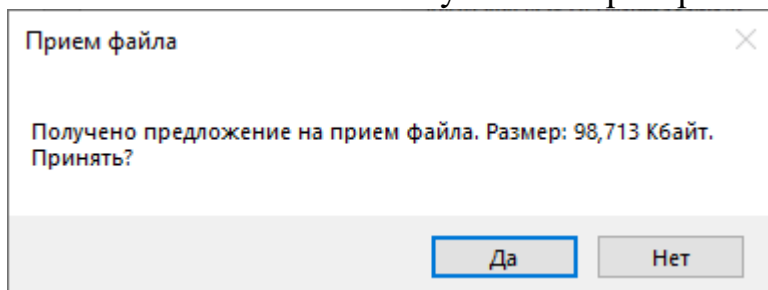 Прием файла
Получено предложение на прием файла. Размер: 98,713 Кбайт.
Принять?
Да
Нет